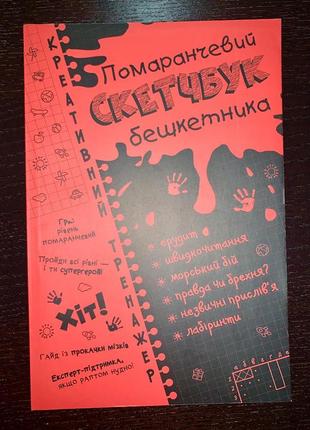 КРЕАТИВНИЙ ТРЕНАЖЕР
Помаранчевий
СКЕТЧБУК
бешкетника
Гра:
рівень
помаранчевий
Пройди всі рівні —
і ти супергерой!
Хіт!
Гайд із прокачки мізків
Експерт-підтримка,
якщо раптом нудно!
ерудит
швидкочитання
морський бій
правда чи брехня?
незвичні прислів'я
лабіринти